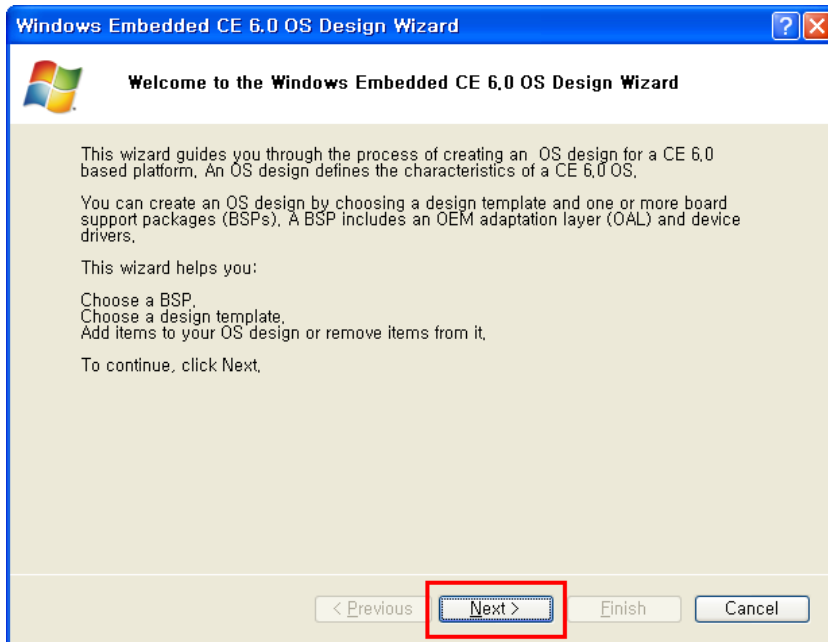 Windows Embedded CE 6.0 OS Design Wizard
Welcome to the Windows Embedded CE 6.0 OS Design Wizard
This wizard guides you through the process of creating an OS design for a CE 6.0
based platform. An OS design defines the characteristics of a CE 6.0 OS.
You can create an OS design by choosing a design template and one or more board
support packages (BSPs). A BSP includes an OEM adaptation layer (OAL) and device
drivers.
This wizard helps you:
Choose a BSP.
Choose a design template.
Add items to your OS design or remove items from it.
To continue, click Next.
< Previous Next > Finish Cancel